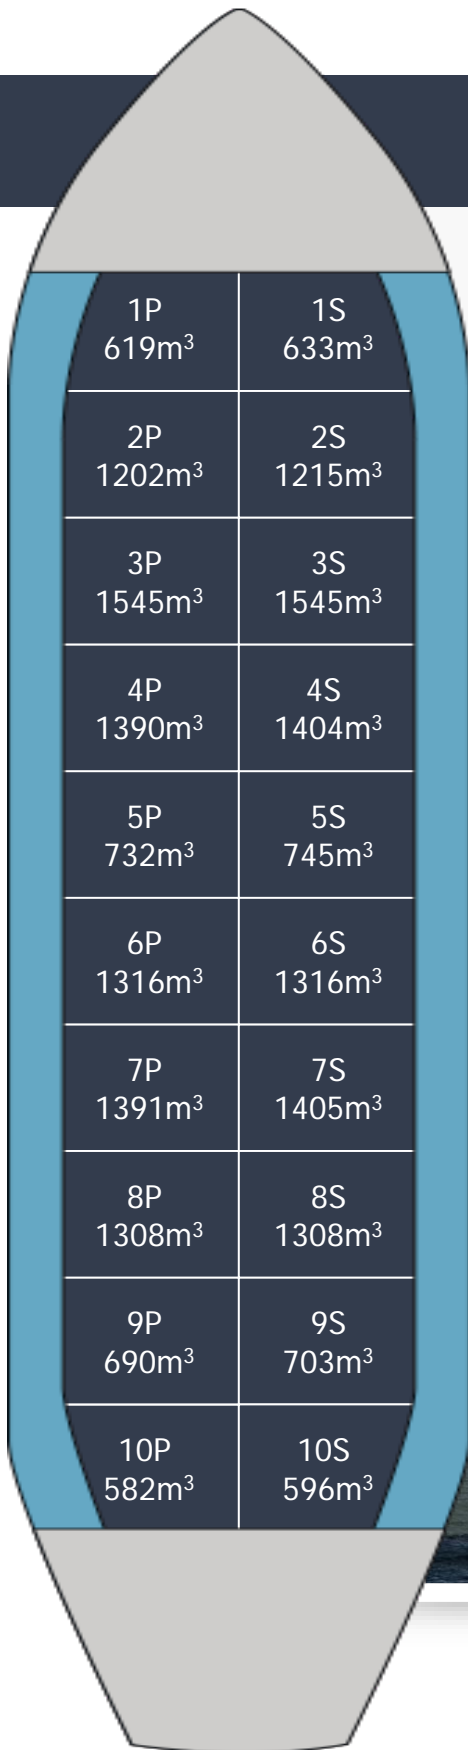 1P 1S
619m³ 633m³
2P 2S
1202m³ 1215m³
3P 3S
1545m³ 1545m³
4P 4S
1390m³ 1404m³
5P 5S
732m³ 745m³
6P 6S
1316m³ 1316m³
7P 7S
1391m³ 1405m³
8P 8S
1308m³ 1308m³
9P 9S
690m³ 703m³
10P 10S
582m³ 596m³